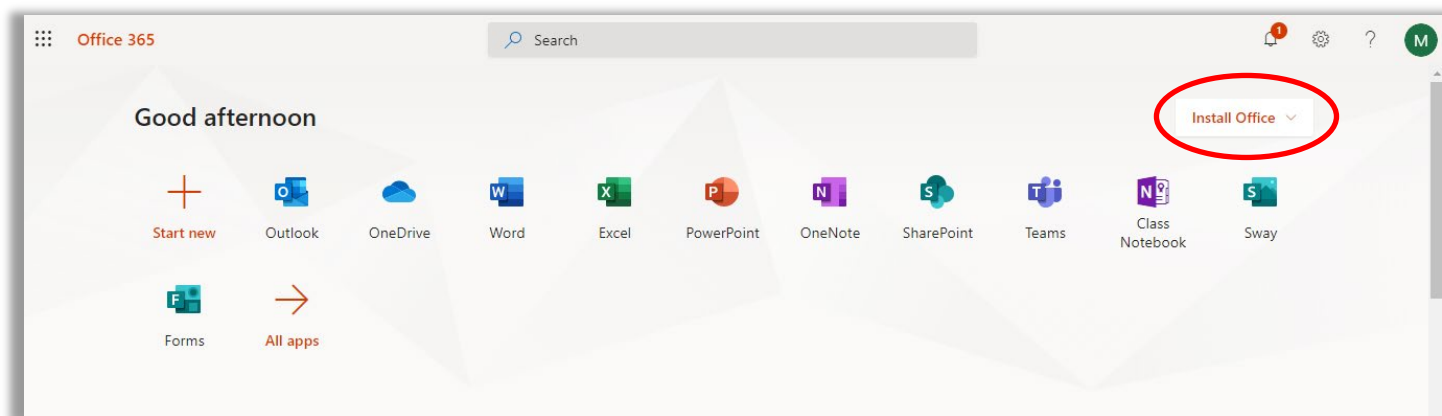 Office 365
Search
1
?
M
Good afternoon
Install Office
Start new
Outlook
OneDrive
Word
Excel
PowerPoint
OneNote
SharePoint
Teams
Class
Notebook
Sway
Forms
All apps